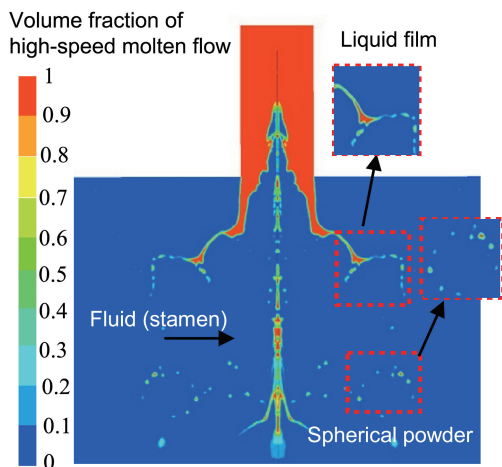 Volume fraction of
high-speed molten flow
Liquid film
1
0.9
0.8
0.7
0.6
0.5
0.4
0.3
0.2
0.1
0
Fluid (stamen)
Spherical powder